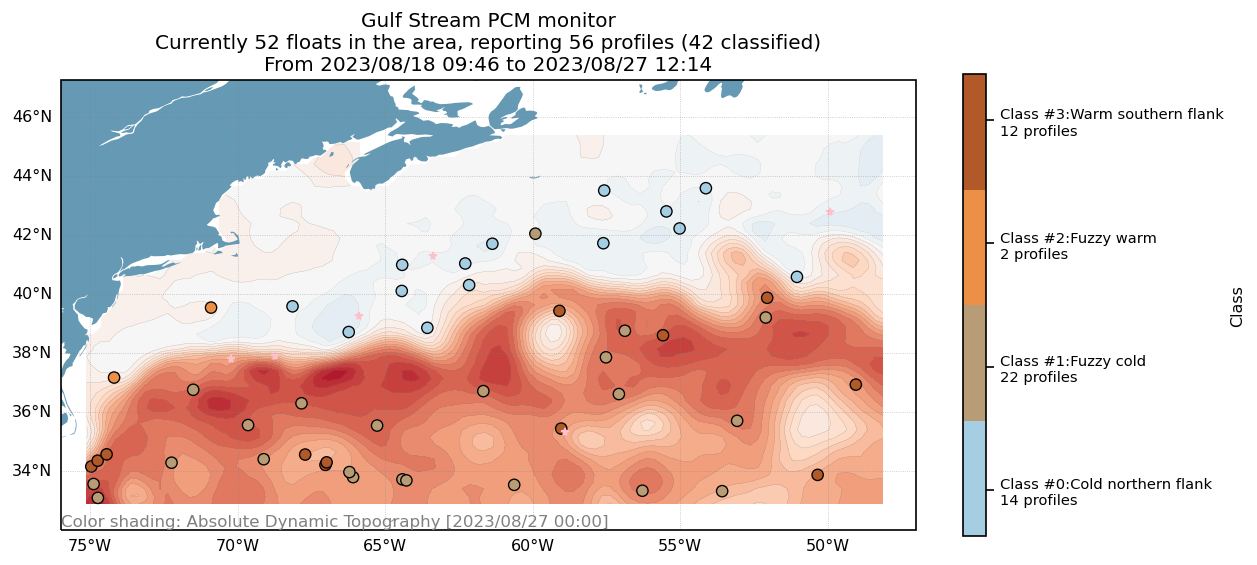 Gulf Stream PCM monitor
Currently 52 floats in the area, reporting 56 profiles (42 classified)
From 2023/08/18 09:46 to 2023/08/27 12:14
46°N
44°N
42°N
40°N
38°N
36°N
34°N
Color shading: Absolute Dynamic Topography [2023/08/27 00:00]
75°W
70°W
65°W
60°W
55°W
50°W
Class #3:Warm southern flank
12 profiles
Class #2:Fuzzy warm
2 profiles
Class #1:Fuzzy cold
22 profiles
Class #0:Cold northern flank
14 profiles
Class